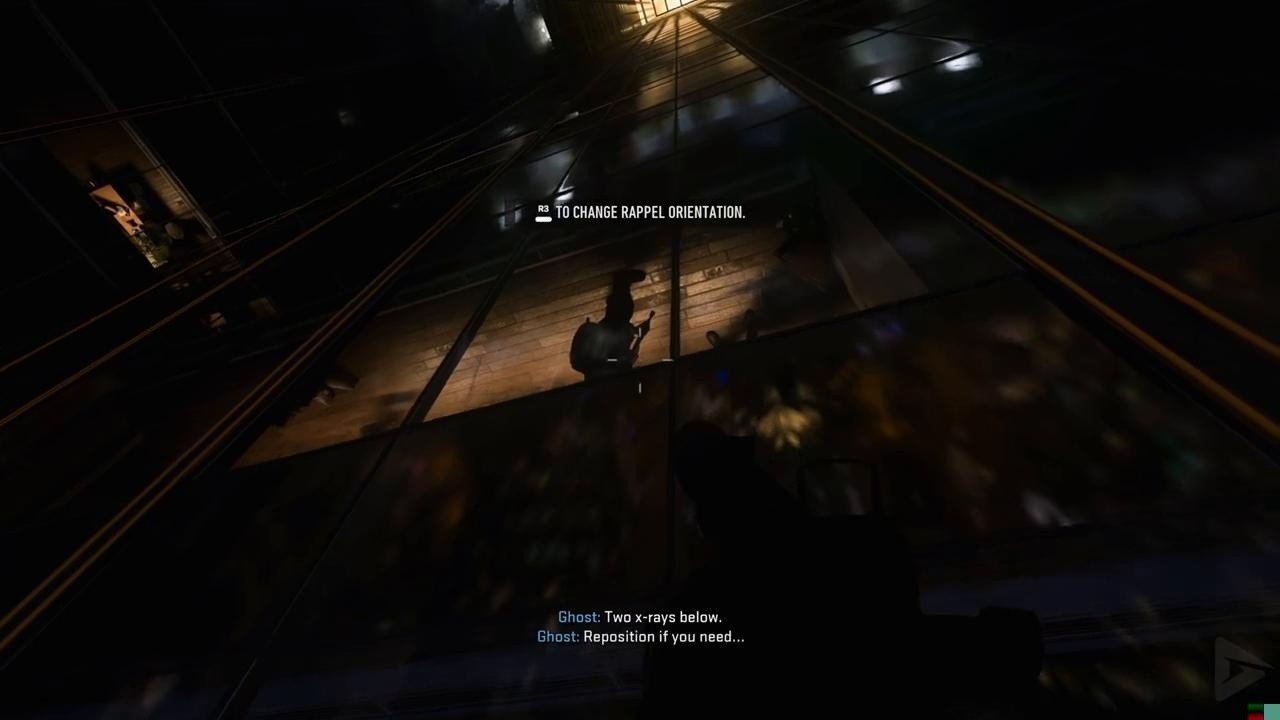 R3 TO CHANGE RAPPEL ORIENTATION.
Ghost: Two x-rays below.
Ghost: Reposition if you need...